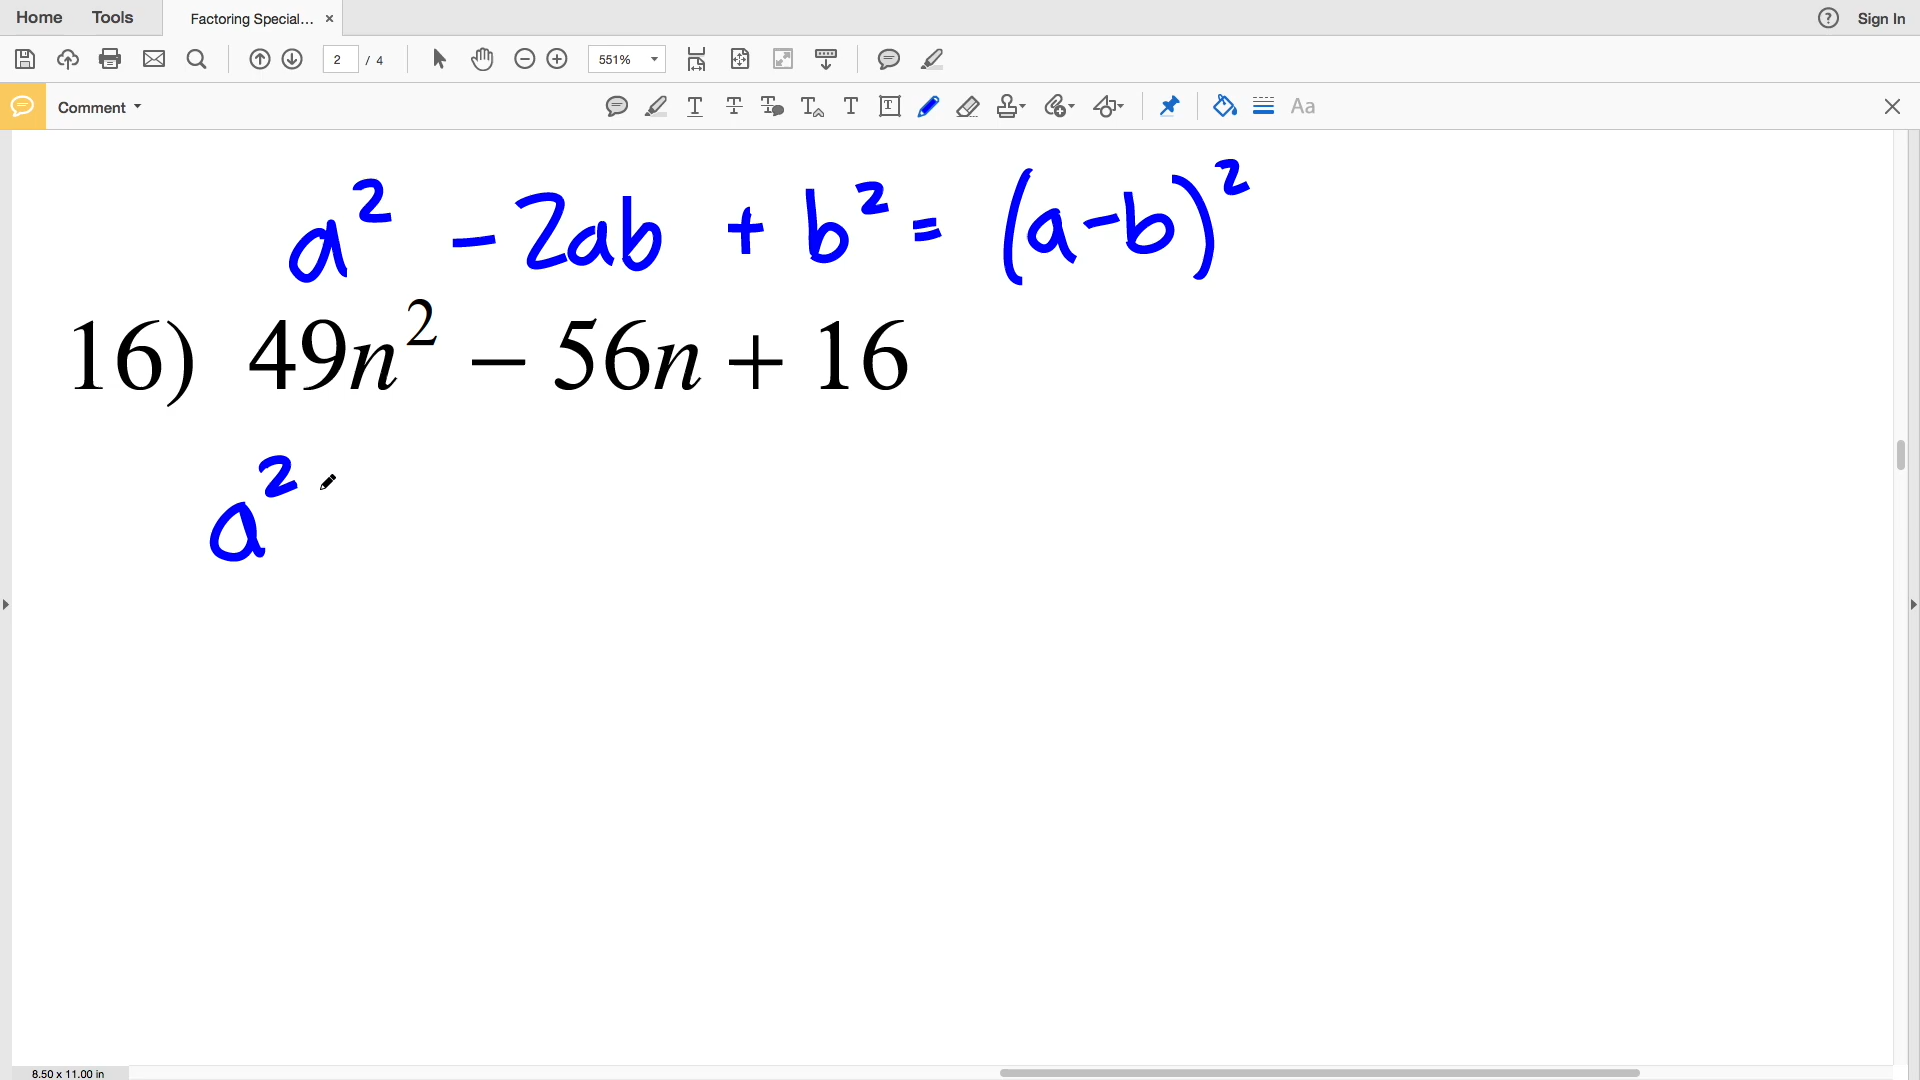 Home Tools Factoring Special... × ? Sign In
2 / 4 551%
Comment T T T T T T Aa
a² - 2ab + b² = (a-b)²
16) 49n² − 56n + 16
a²
8.50 x 11.00 in